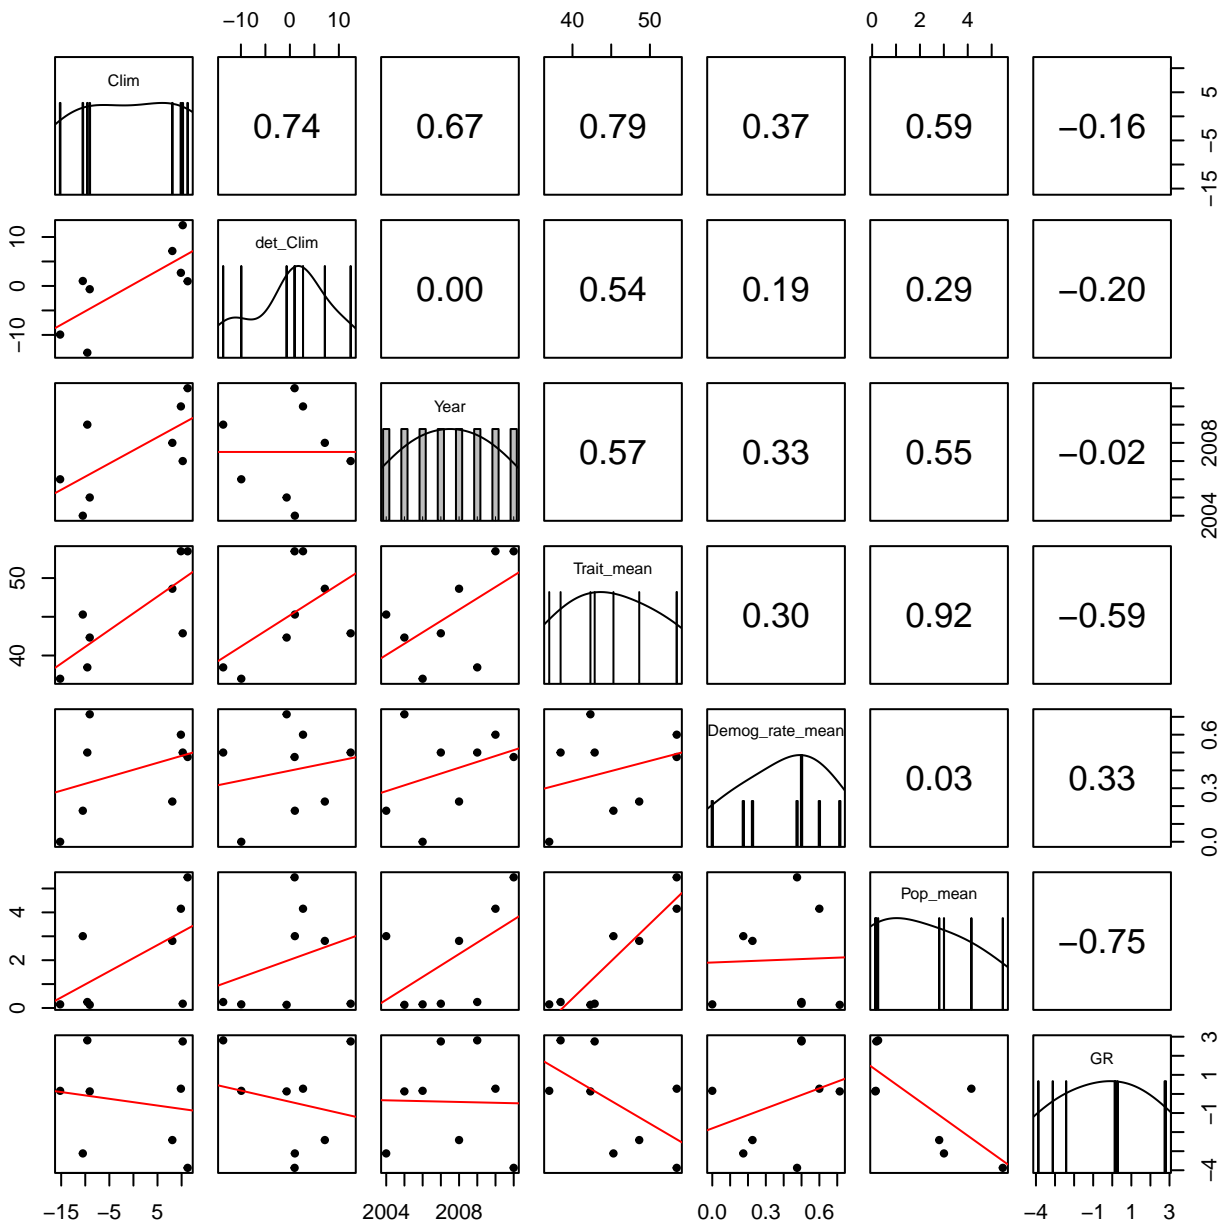 −10 0 10 40 50 0 2 4
Clim 0.74 0.67 0.79 0.37 0.59 −0.16 −15 −5 5
−10 0 10 det_Clim 0.00 0.54 0.19 0.29 −0.20
Year 0.57 0.33 0.55 −0.02 2004 2008
40 50 Trait_mean 0.30 0.92 −0.59
Demog_rate_mean 0.03 0.33 0.0 0.3 0.6
0 2 4 Pop_mean −0.75
GR −4 −1 1 3
−15 −5 5 2004 2008 0.0 0.3 0.6 −4 −1 1 3